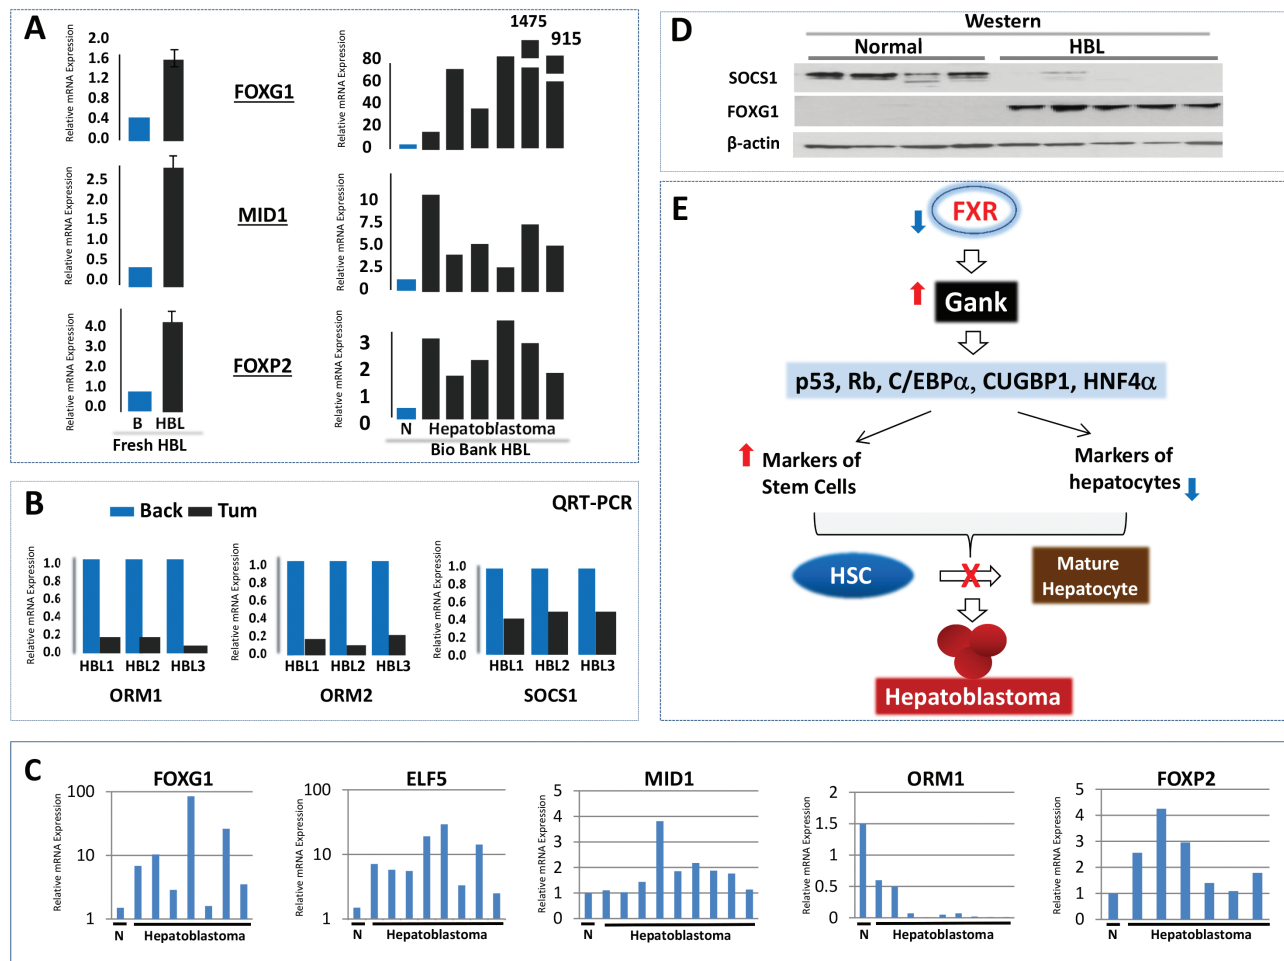 A
Relative mRNA Expression
2.0
1.6
1.2
0.8
0.4
0.0
FOXG1
Relative mRNA Expression
80
60
40
20
0
1475
915
Relative mRNA Expression
2.5
2.0
1.5
1.0
0.5
0.0
MID1
Relative mRNA Expression
10
7.5
5.0
2.5
0
Relative mRNA Expression
4.0
3.0
2.0
1.0
0.0
FOXP2
Relative mRNA Expression
3
2
1
0
B HBL
Fresh HBL
N Hepatoblastoma
Bio Bank HBL
B
Back Tum
QRT-PCR
Relative mRNA Expression
1.0
0.8
0.6
0.4
0.2
0.0
HBL1 HBL2 HBL3
ORM1
Relative mRNA Expression
1.0
0.8
0.6
0.4
0.2
0.0
HBL1 HBL2 HBL3
ORM2
Relative mRNA Expression
1.0
0.8
0.6
0.4
0.2
0.0
HBL1 HBL2 HBL3
SOCS1
C
FOXG1
Relative mRNA Expression
100
10
1
N Hepatoblastoma
ELF5
Relative mRNA Expression
100
10
1
N Hepatoblastoma
MID1
Relative mRNA Expression
5
4
3
2
1
0
N Hepatoblastoma
ORM1
Relative mRNA Expression
2
1.5
1
0.5
0
N Hepatoblastoma
FOXP2
Relative mRNA Expression
5
4
3
2
1
0
N Hepatoblastoma
D
Western
Normal HBL
SOCS1
FOXG1
β-actin
E
FXR
Gank
p53, Rb, C/EBPα, CUGBP1, HNF4α
Markers of
Stem Cells
Markers of
hepatocytes
HSC
X
Mature
Hepatocyte
Hepatoblastoma